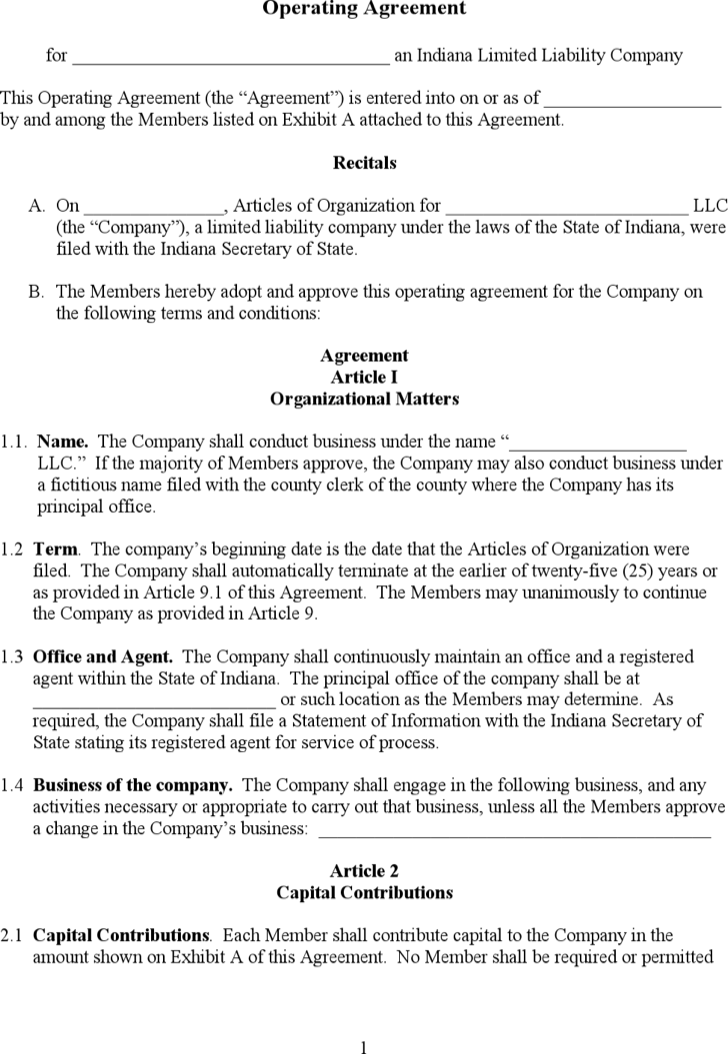 Operating Agreement
for ________________________________ an Indiana Limited Liability Company
This Operating Agreement (the “Agreement”) is entered into on or as of __________________
by and among the Members listed on Exhibit A attached to this Agreement.
Recitals
A. On ______________, Articles of Organization for ________________________ LLC
(the “Company”), a limited liability company under the laws of the State of Indiana, were
filed with the Indiana Secretary of State.
B. The Members hereby adopt and approve this operating agreement for the Company on
the following terms and conditions:
Agreement
Article I
Organizational Matters
1.1. Name. The Company shall conduct business under the name “__________________
LLC.” If the majority of Members approve, the Company may also conduct business under
a fictitious name filed with the county clerk of the county where the Company has its
principal office.
1.2 Term. The company’s beginning date is the date that the Articles of Organization were
filed. The Company shall automatically terminate at the earlier of twenty-five (25) years or
as provided in Article 9.1 of this Agreement. The Members may unanimously to continue
the Company as provided in Article 9.
1.3 Office and Agent. The Company shall continuously maintain an office and a registered
agent within the State of Indiana. The principal office of the company shall be at
________________________ or such location as the Members may determine. As
required, the Company shall file a Statement of Information with the Indiana Secretary of
State stating its registered agent for service of process.
1.4 Business of the company. The Company shall engage in the following business, and any
activities necessary or appropriate to carry out that business, unless all the Members approve
a change in the Company’s business: ________________________________________
Article 2
Capital Contributions
2.1 Capital Contributions. Each Member shall contribute capital to the Company in the
amount shown on Exhibit A of this Agreement. No Member shall be required or permitted
1